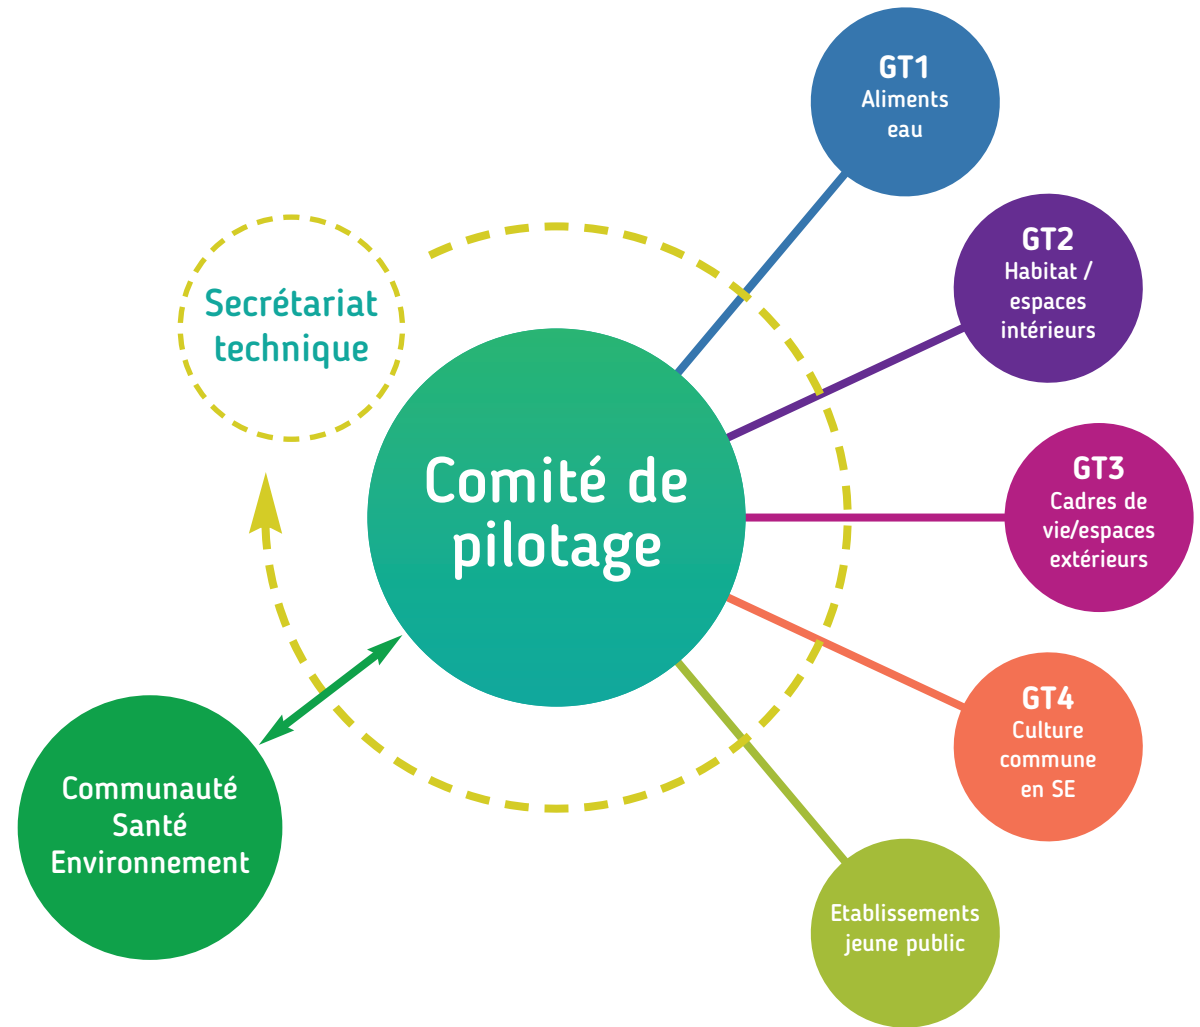 GT1
Aliments
eau
GT2
Habitat /
espaces
intérieurs
Secrétariat
technique
Comité de
pilotage
GT3
Cadres de
vie/espaces
extérieurs
GT4
Culture
commune
en SE
Communauté
Santé
Environnement
Etablissements
jeune public